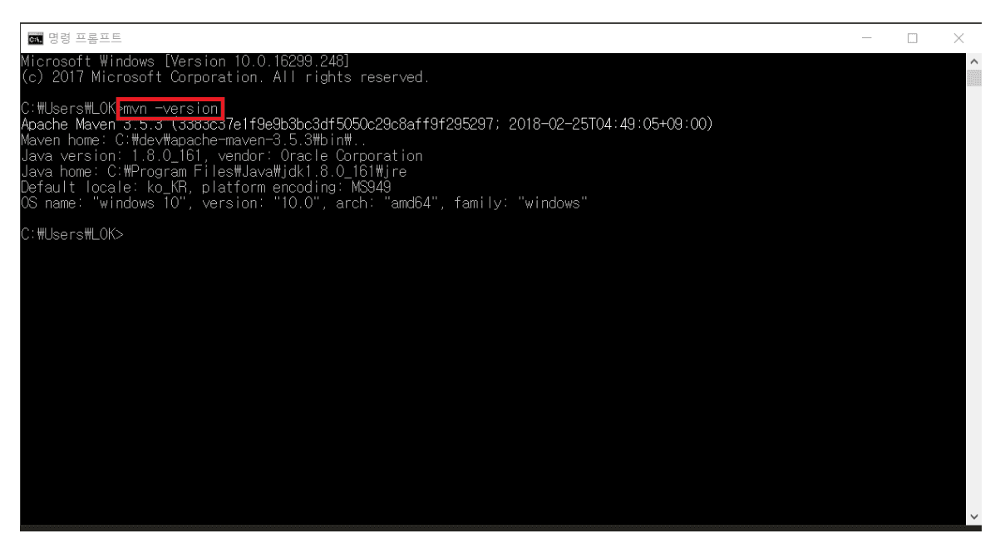 명령 프롬프트
Microsoft Windows [Version 10.0.16299.248]
(c) 2017 Microsoft Corporation. All rights reserved.
C:₩Users₩LOK>mvn -version
Apache Maven 3.5.3 (3383c37e1f9e9b3bc3df5050c29c8aff9f295297; 2018-02-25T04:49:05+09:00)
Maven home: C:₩dev₩apache-maven-3.5.3₩bin₩..
Java version: 1.8.0_161, vendor: Oracle Corporation
Java home: C:₩Program Files₩Java₩jdk1.8.0_161₩jre
Default locale: ko_KR, platform encoding: MS949
OS name: "windows 10", version: "10.0", arch: "amd64", family: "windows"
C:₩Users₩LOK>